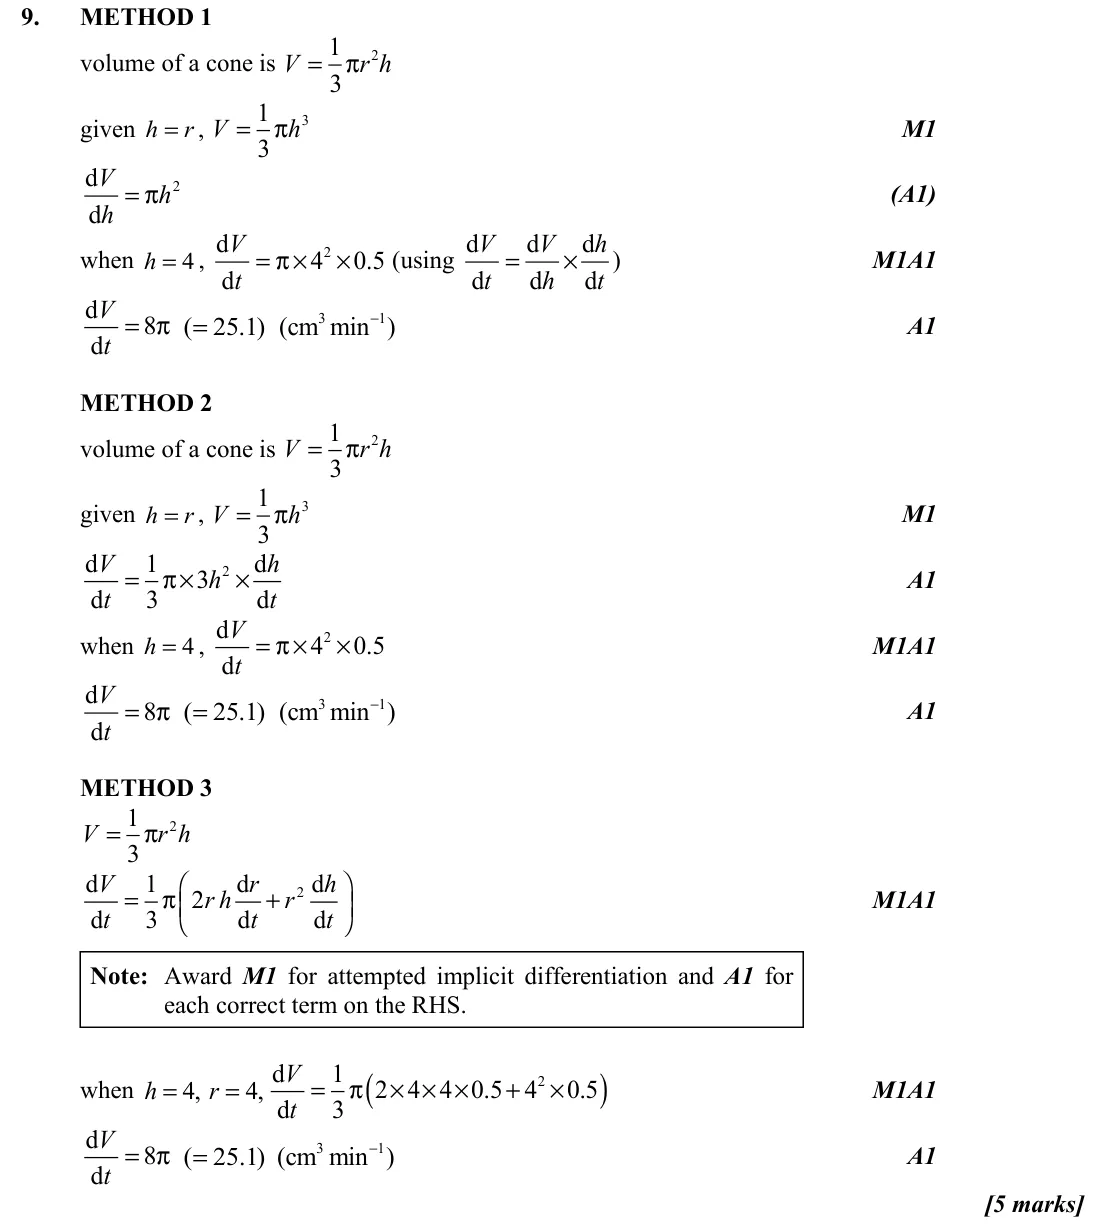 9. METHOD 1
volume of a cone is V = 1/3 πr²h
given h = r, V = 1/3 πh³ M1
dV/dh = πh² (A1)
when h = 4, dV/dt = π×4²×0.5 (using dV/dt = dV/dh × dh/dt) M1A1
dV/dt = 8π (= 25.1) (cm³ min⁻¹) A1
METHOD 2
volume of a cone is V = 1/3 πr²h
given h = r, V = 1/3 πh³ M1
dV/dt = 1/3 π×3h² × dh/dt A1
when h = 4, dV/dt = π×4²×0.5 M1A1
dV/dt = 8π (= 25.1) (cm³ min⁻¹) A1
METHOD 3
V = 1/3 πr²h
dV/dt = 1/3 π(2r h dr/dt + r² dh/dt) M1A1
Note: Award M1 for attempted implicit differentiation and A1 for
each correct term on the RHS.
when h = 4, r = 4, dV/dt = 1/3 π(2×4×4×0.5+4²×0.5) M1A1
dV/dt = 8π (= 25.1) (cm³ min⁻¹) A1
[5 marks]